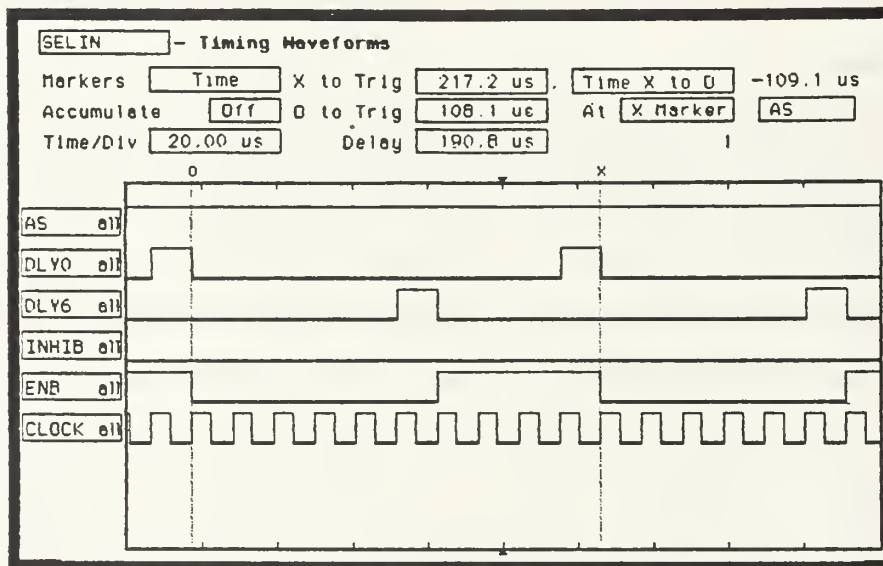 SELIN - Timing Waveforms
Markers Time X to Trig 217.2 us, Time X to O -109.1 us
Accumulate Off O to Trig 108.1 us At X Marker AS
Time/Div 20.00 us Delay 190.8 us 1
O X
AS all
DLY0 all
DLY6 all
INHIB all
ENB all
CLOCK all